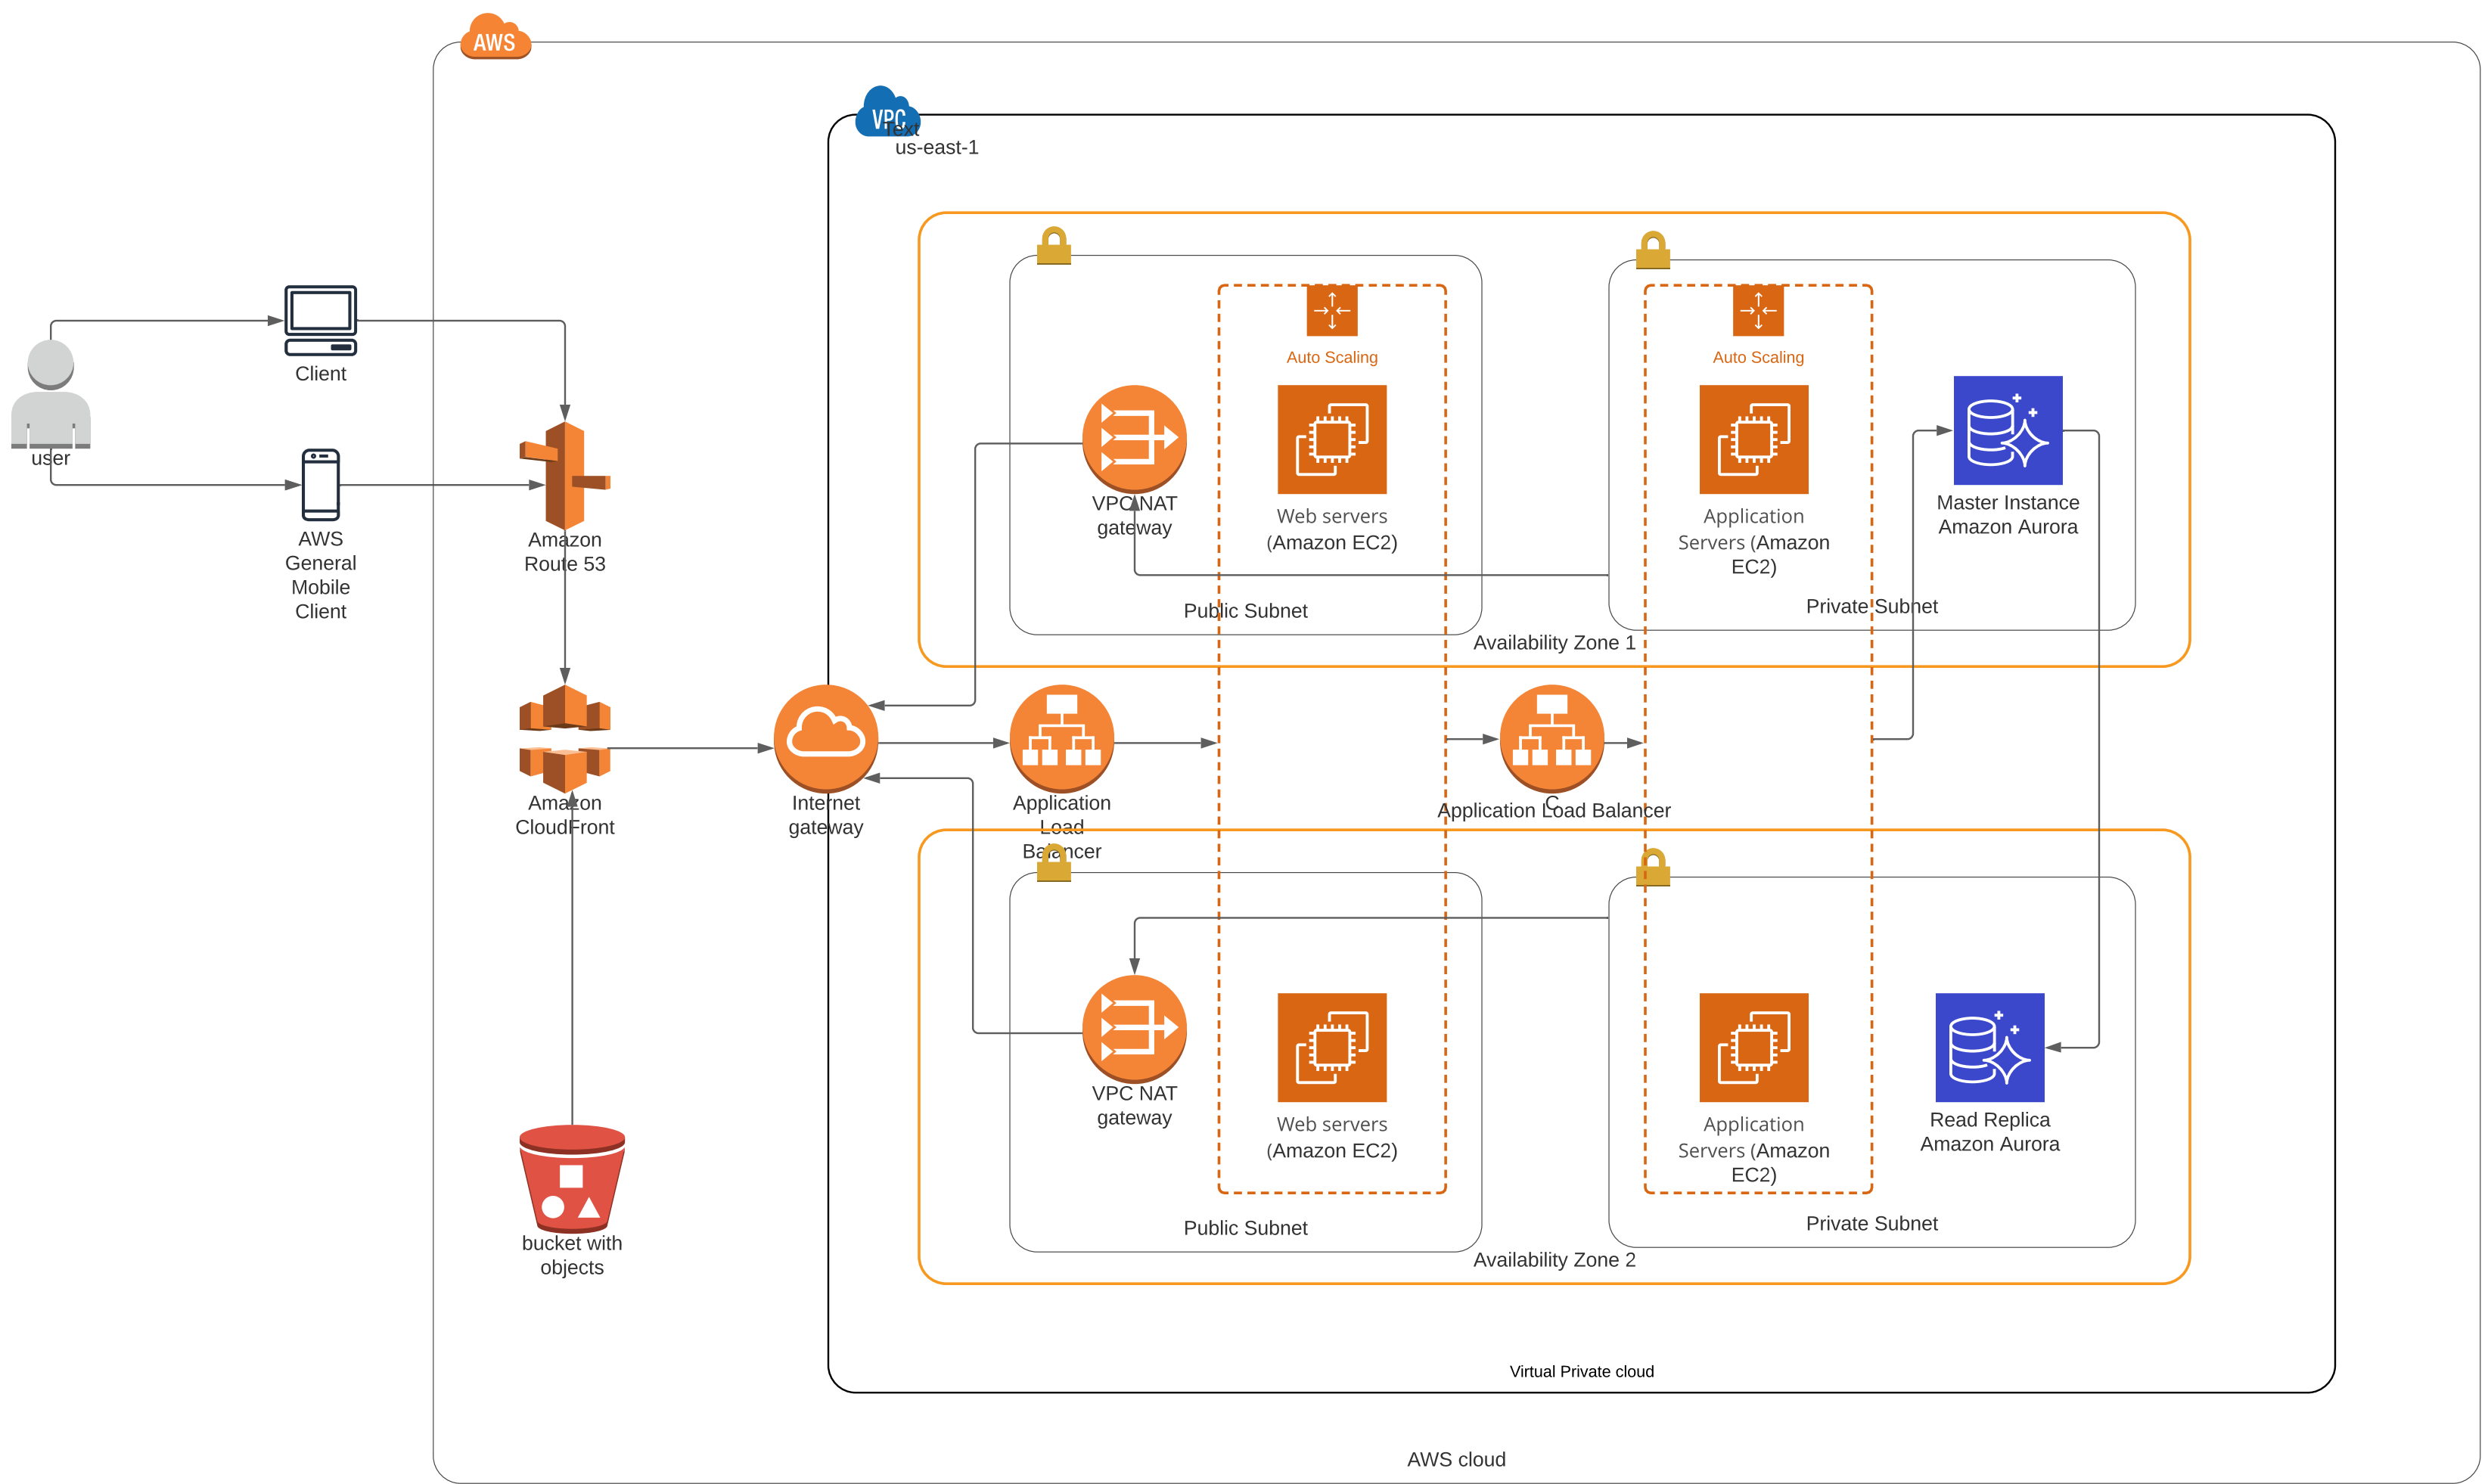 AWS
VPC
Text
us-east-1
Auto Scaling
Auto Scaling
Client
user
VPC NAT
gateway
Web servers
(Amazon EC2)
Application
Servers (Amazon
EC2)
Master Instance
Amazon Aurora
AWS
General
Mobile
Client
Amazon
Route 53
Public Subnet
Private Subnet
Availability Zone 1
Amazon
CloudFront
Internet
gateway
Application
Load
Balancer
C
Application Load Balancer
VPC NAT
gateway
Web servers
(Amazon EC2)
Application
Servers (Amazon
EC2)
Read Replica
Amazon Aurora
Public Subnet
Private Subnet
bucket with
objects
Availability Zone 2
Virtual Private cloud
AWS cloud